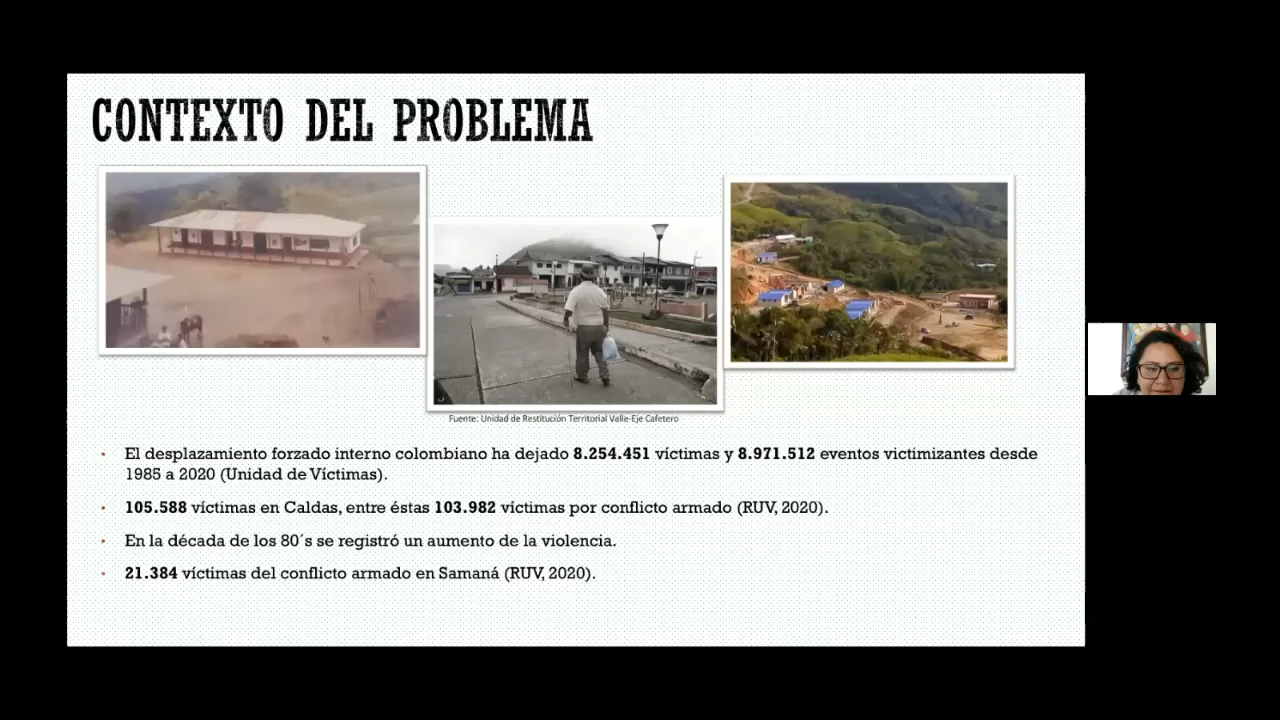 CONTEXTO DEL PROBLEMA
Fuente: Unidad de Restitución Territorial Valle-Eje Cafetero
• El desplazamiento forzado interno colombiano ha dejado 8.254.451 víctimas y 8.971.512 eventos victimizantes desde
1985 a 2020 (Unidad de Víctimas).
• 105.588 víctimas en Caldas, entre éstas 103.982 víctimas por conflicto armado (RUV, 2020).
• En la década de los 80´s se registró un aumento de la violencia.
• 21.384 víctimas del conflicto armado en Samaná (RUV, 2020).